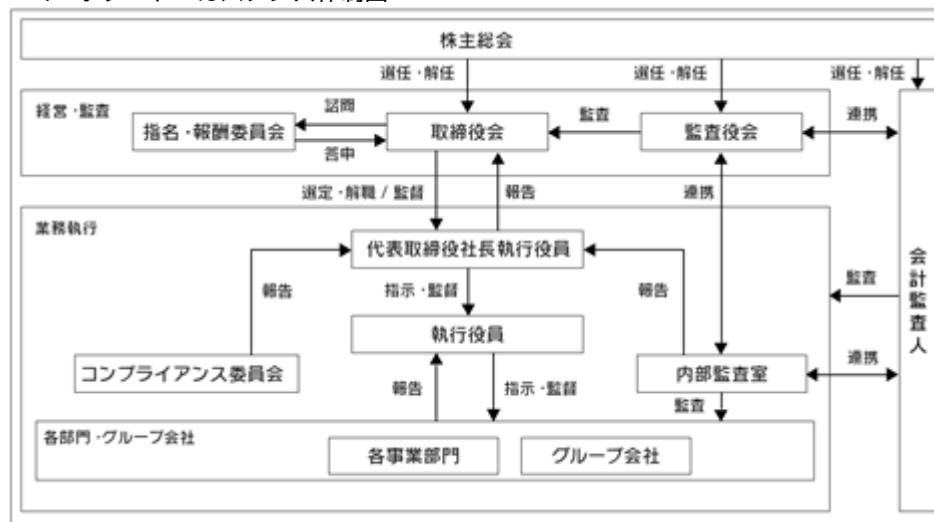 株主総会
選任・解任
選任・解任
選任・解任
経営・監査
諮問
指名・報酬委員会
取締役会
監査
監査役会
連携
答申
選定・解職 / 監督
報告
連携
業務執行
代表取締役社長執行役員
会計監査人
報告
指示・監督
報告
監査
執行役員
コンプライアンス委員会
内部監査室
連携
報告
指示・監督
監査
各部門・グループ会社
各事業部門
グループ会社